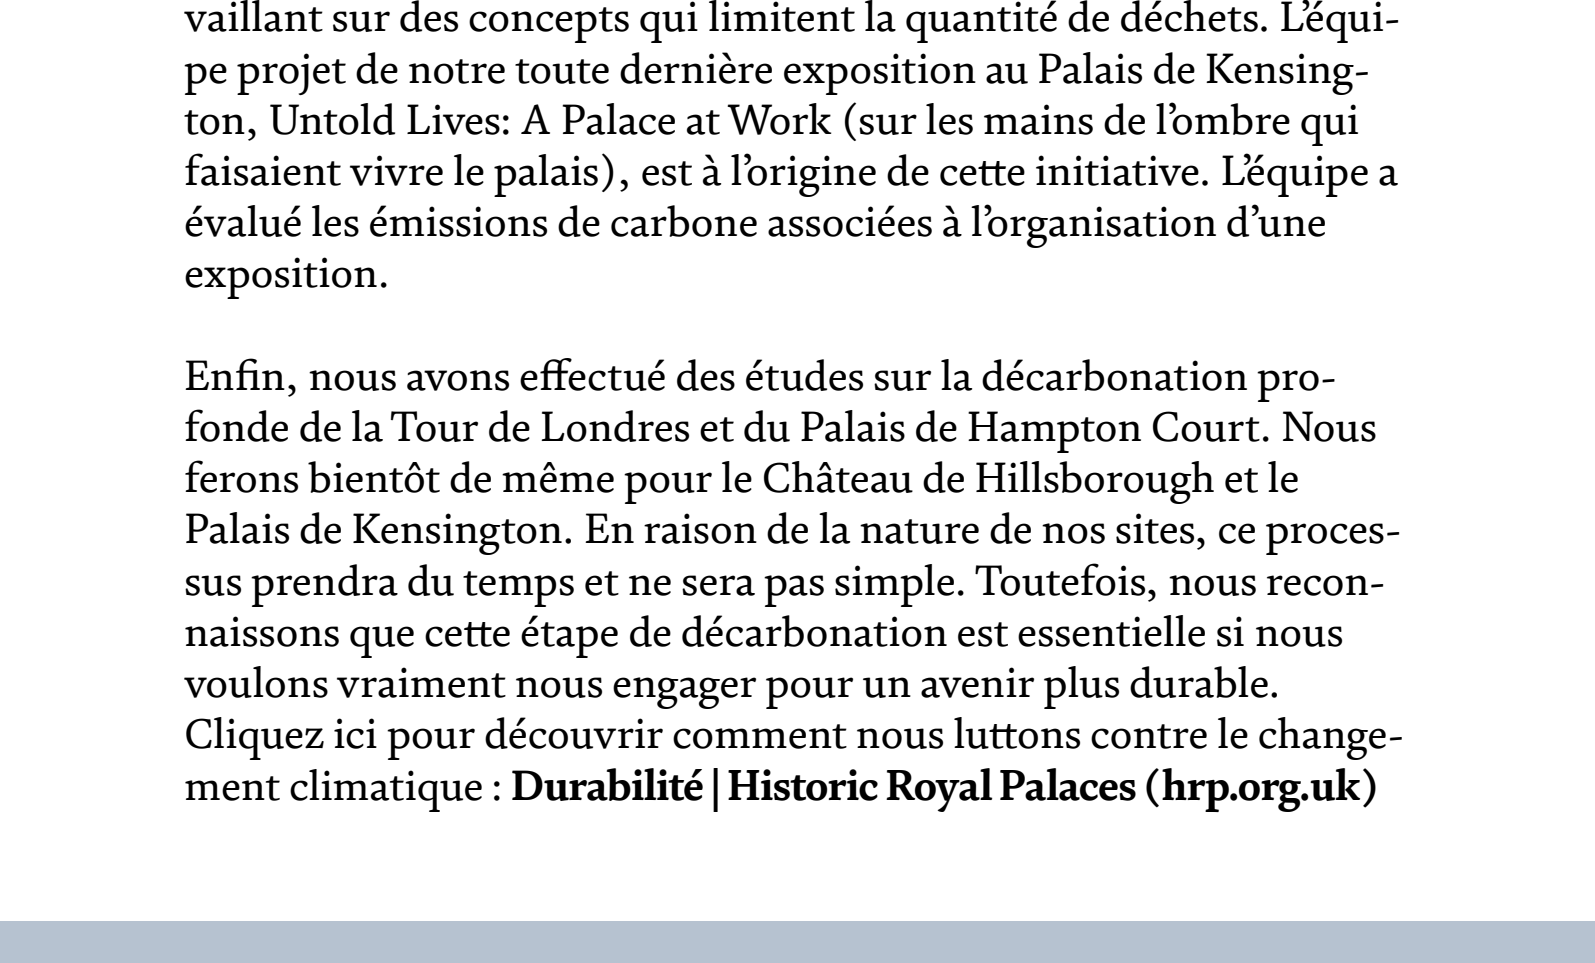 vaillant sur des concepts qui limitent la quantité de déchets. L’équi-
pe projet de notre toute dernière exposition au Palais de Kensing-
ton, Untold Lives: A Palace at Work (sur les mains de l’ombre qui
faisaient vivre le palais), est à l’origine de cette initiative. L’équipe a
évalué les émissions de carbone associées à l’organisation d’une
exposition.
Enfin, nous avons effectué des études sur la décarbonation pro-
fonde de la Tour de Londres et du Palais de Hampton Court. Nous
ferons bientôt de même pour le Château de Hillsborough et le
Palais de Kensington. En raison de la nature de nos sites, ce proces-
sus prendra du temps et ne sera pas simple. Toutefois, nous recon-
naissons que cette étape de décarbonation est essentielle si nous
voulons vraiment nous engager pour un avenir plus durable.
Cliquez ici pour découvrir comment nous luttons contre le change-
ment climatique : Durabilité | Historic Royal Palaces (hrp.org.uk)